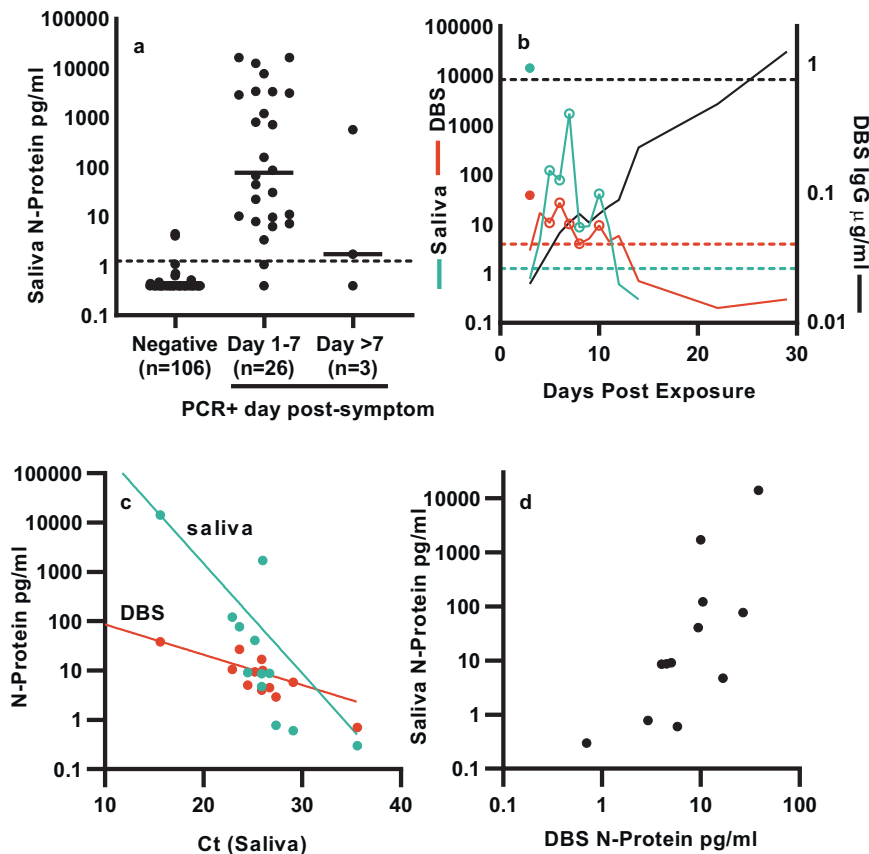 a
100000
10000
1000
100
10
1
0.1
Saliva N-Protein pg/ml
Negative
(n=106)
Day 1-7
(n=26)
Day >7
(n=3)
PCR+ day post-symptom
b
100000
10000
1000
100
10
1
0.1
Saliva
DBS
1
0.1
0.01
DBS IgG μg/ml
0
10
20
30
Days Post Exposure
c
100000
10000
1000
100
10
1
0.1
N-Protein pg/ml
saliva
DBS
10
20
30
40
Ct (Saliva)
d
10000
1000
100
10
1
0.1
Saliva N-Protein pg/ml
0.1
1
10
100
DBS N-Protein pg/ml